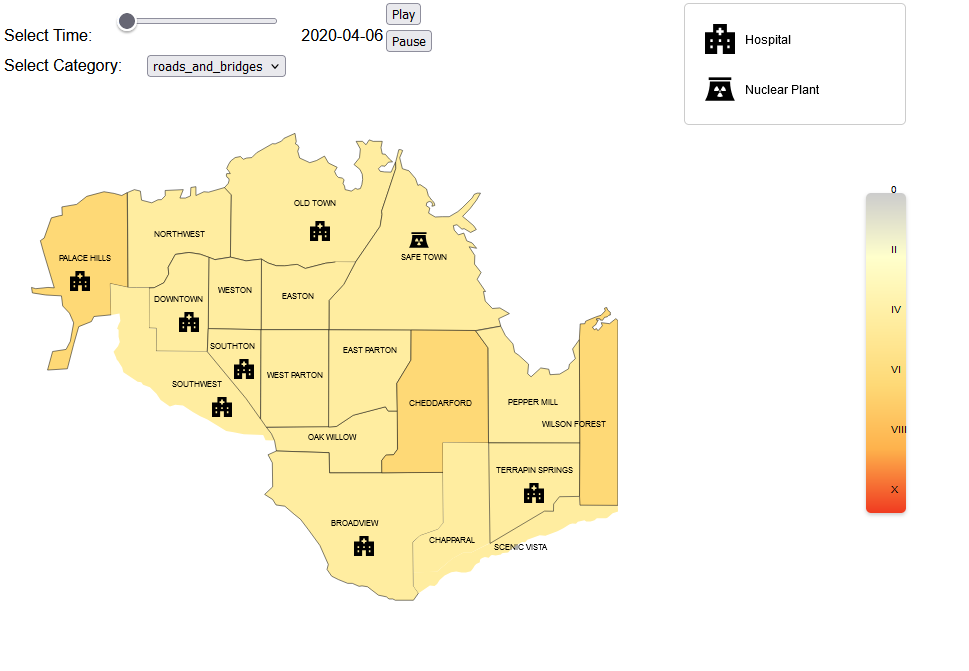 Select Time:
2020-04-06
Play
Pause
Select Category:
roads_and_bridges
Hospital
Nuclear Plant
0
II
IV
VI
VIII
X
OLD TOWN
NORTHWEST
SAFE TOWN
PALACE HILLS
WESTON
EASTON
DOWNTOWN
SOUTHTON
EAST PARTON
WEST PARTON
SOUTHWEST
CHEDDARFORD
PEPPER MILL
WILSON FOREST
OAK WILLOW
TERRAPIN SPRINGS
BROADVIEW
CHAPPARAL
SCENIC VISTA